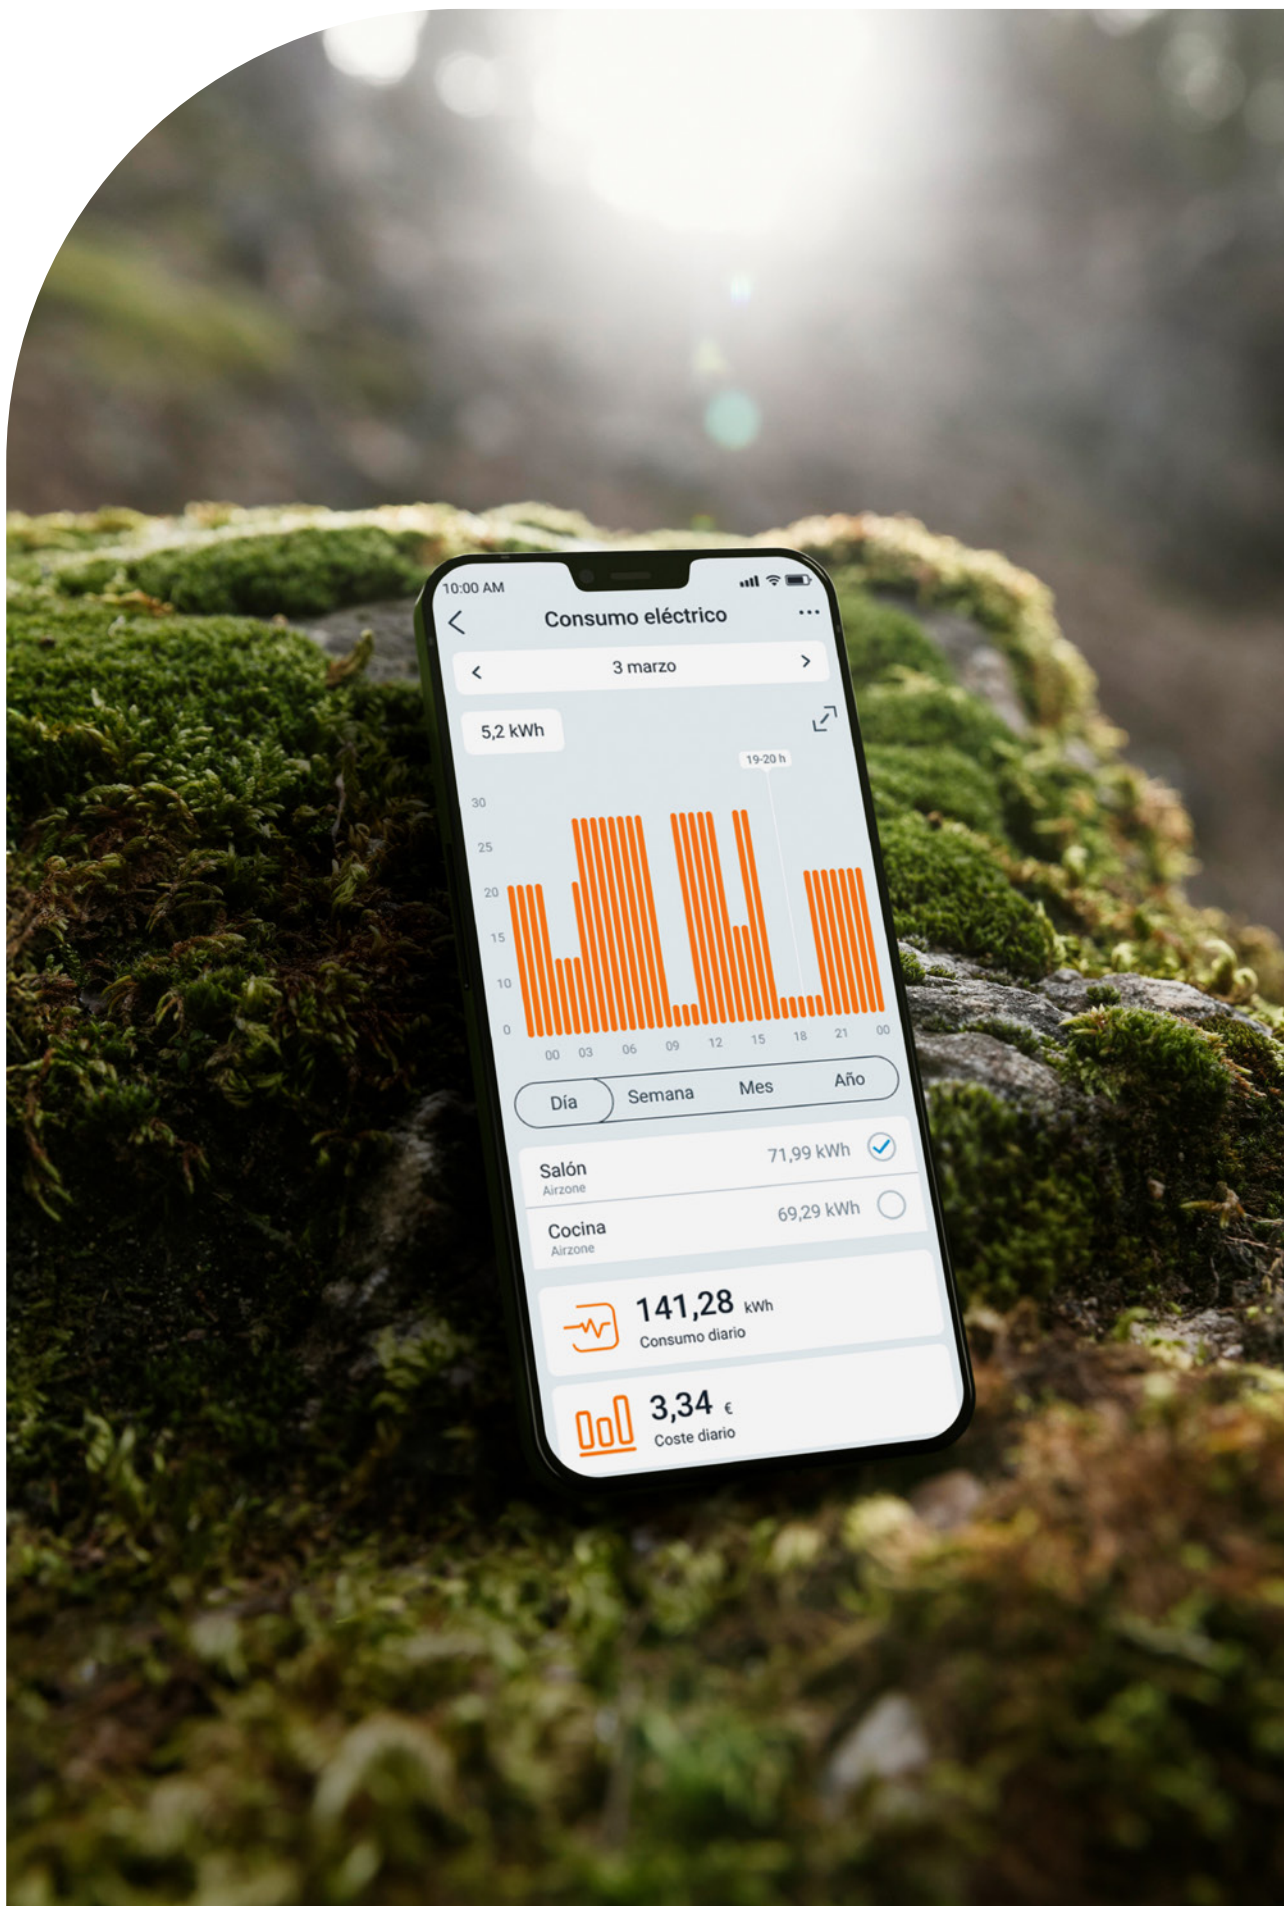 10:00 AM
Consumo eléctrico
3 marzo
5,2 kWh
19-20 h
30
25
20
15
10
0
00 03 06 09 12 15 18 21 00
Día Semana Mes Año
Salón 71,99 kWh
Airzone
Cocina 69,29 kWh
Airzone
141,28 kWh
Consumo diario
3,34 €
Coste diario